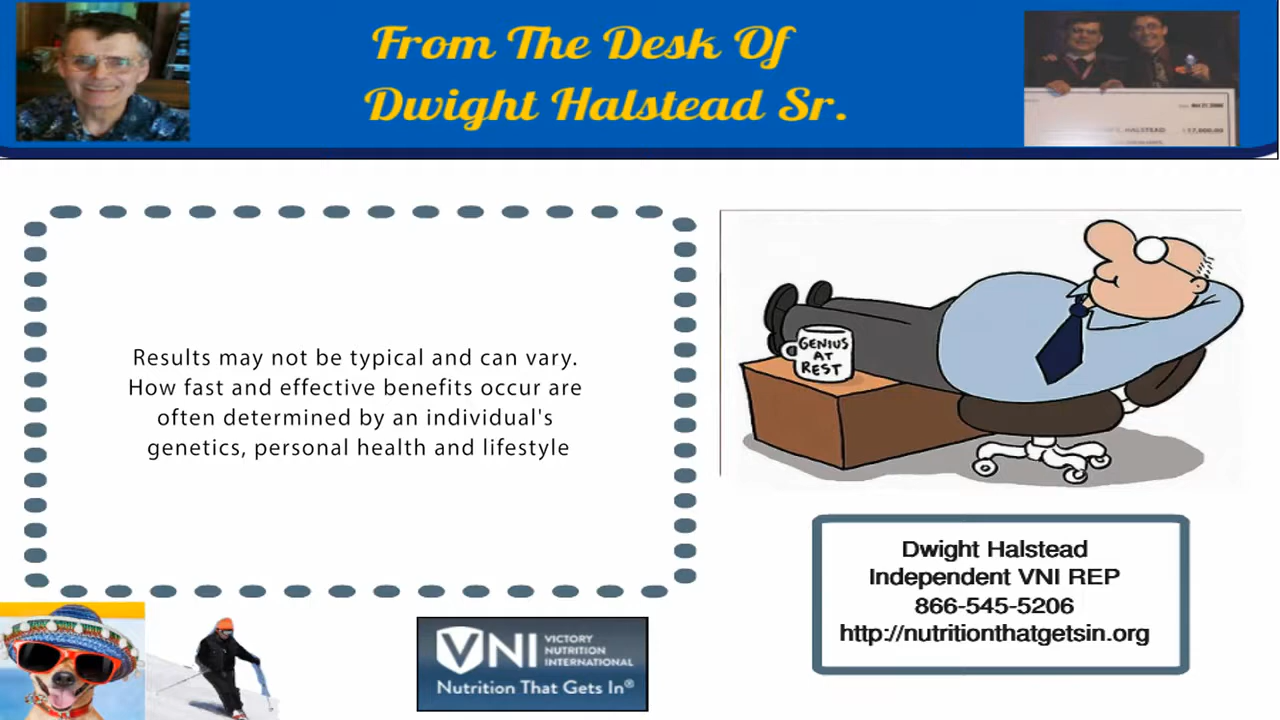 From The Desk Of
Dwight Halstead Sr.
HALSTEAD
Results may not be typical and can vary.
How fast and effective benefits occur are
often determined by an individual's
genetics, personal health and lifestyle
GENIUS
AT
REST
Dwight Halstead
Independent VNI REP
866-545-5206
http://nutritionthatgetsin.org
VNI
VICTORY
NUTRITION
INTERNATIONAL
Nutrition That Gets In®